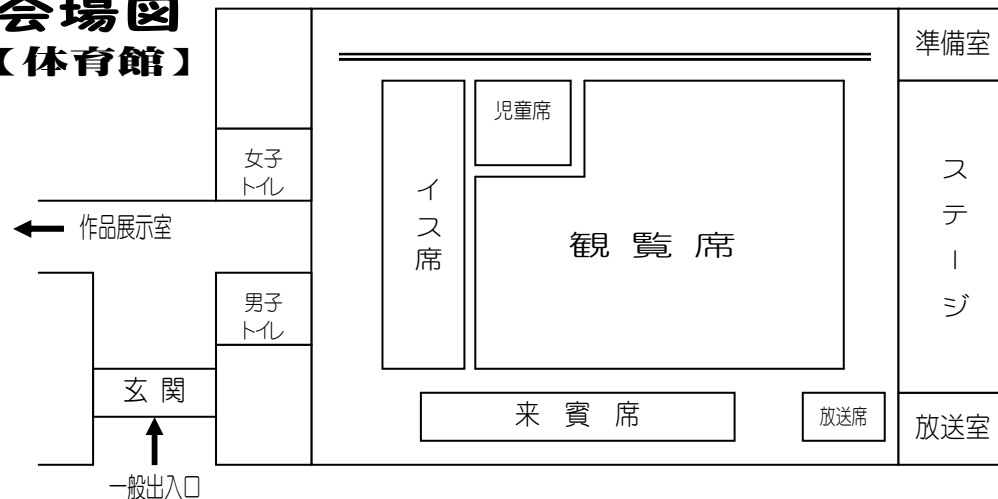 会場図
【体育館】
準備室
児童席
女子
トイレ
ステージ
イス席
作品展示室
観覧席
男子
トイレ
玄関
来賓席
放送席
放送室
一般出入口